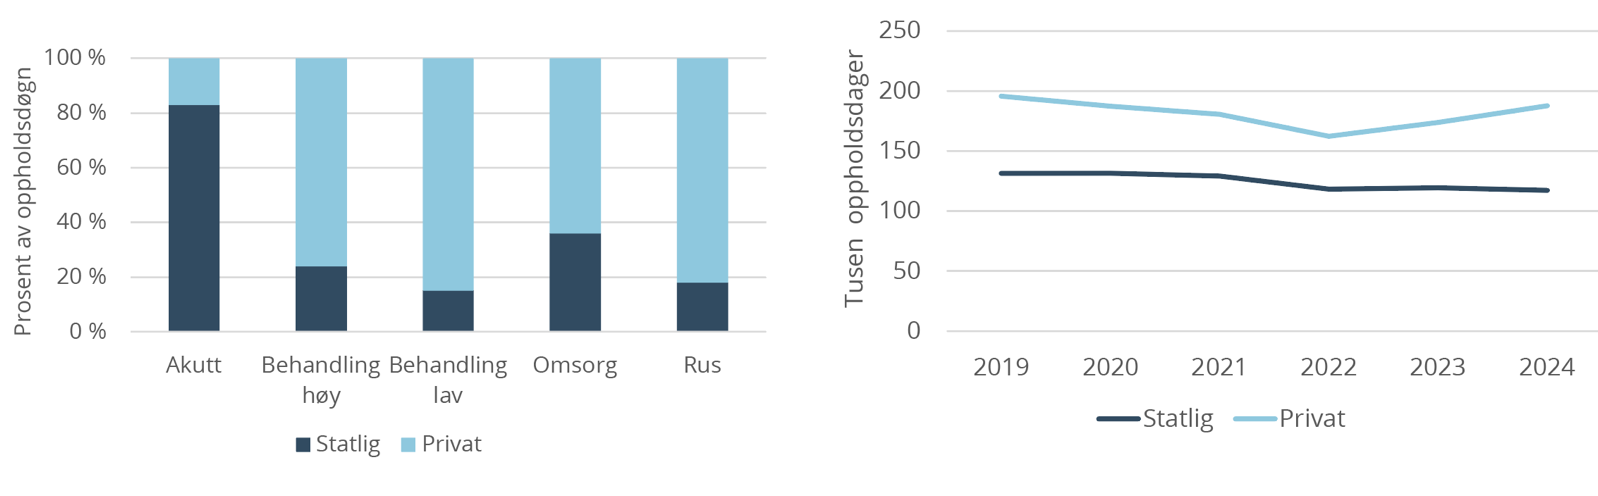 Prosent av oppholdsdøgn
100 %
80 %
60 %
40 %
20 %
0 %
Akutt
Behandling
høy
Behandling
lav
Omsorg
Rus
Statlig
Privat
Tusen oppholdsdager
250
200
150
100
50
0
2019
2020
2021
2022
2023
2024
Statlig
Privat